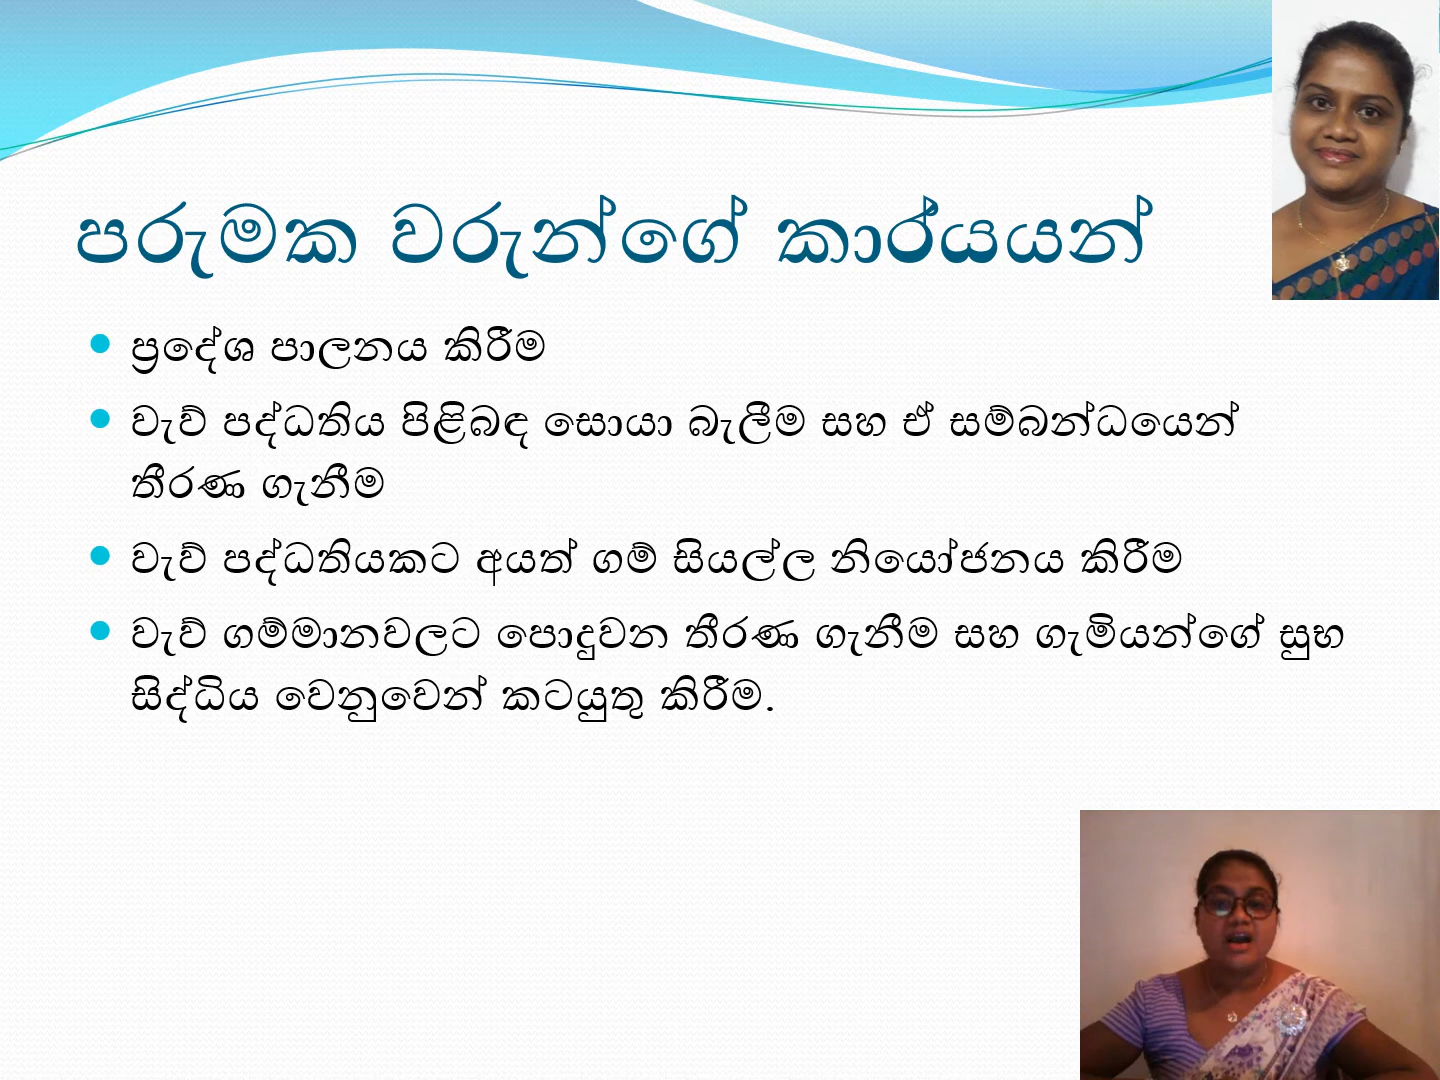 පරුමක වරුන්ගේ කාර්යයන්
ප්‍රදේශ පාලනය කිරීම
වැව් පද්ධතිය පිළිබඳ සොයා බැලීම සහ ඒ සම්බන්ධයෙන්
තීරණ ගැනීම
වැව් පද්ධතියකට අයත් ගම් සියල්ල නියෝජනය කිරීම
වැව් ගම්මානවලට පොදුවන තීරණ ගැනීම සහ ගැමියන්ගේ සුභ
සිද්ධිය වෙනුවෙන් කටයුතු කිරීම.